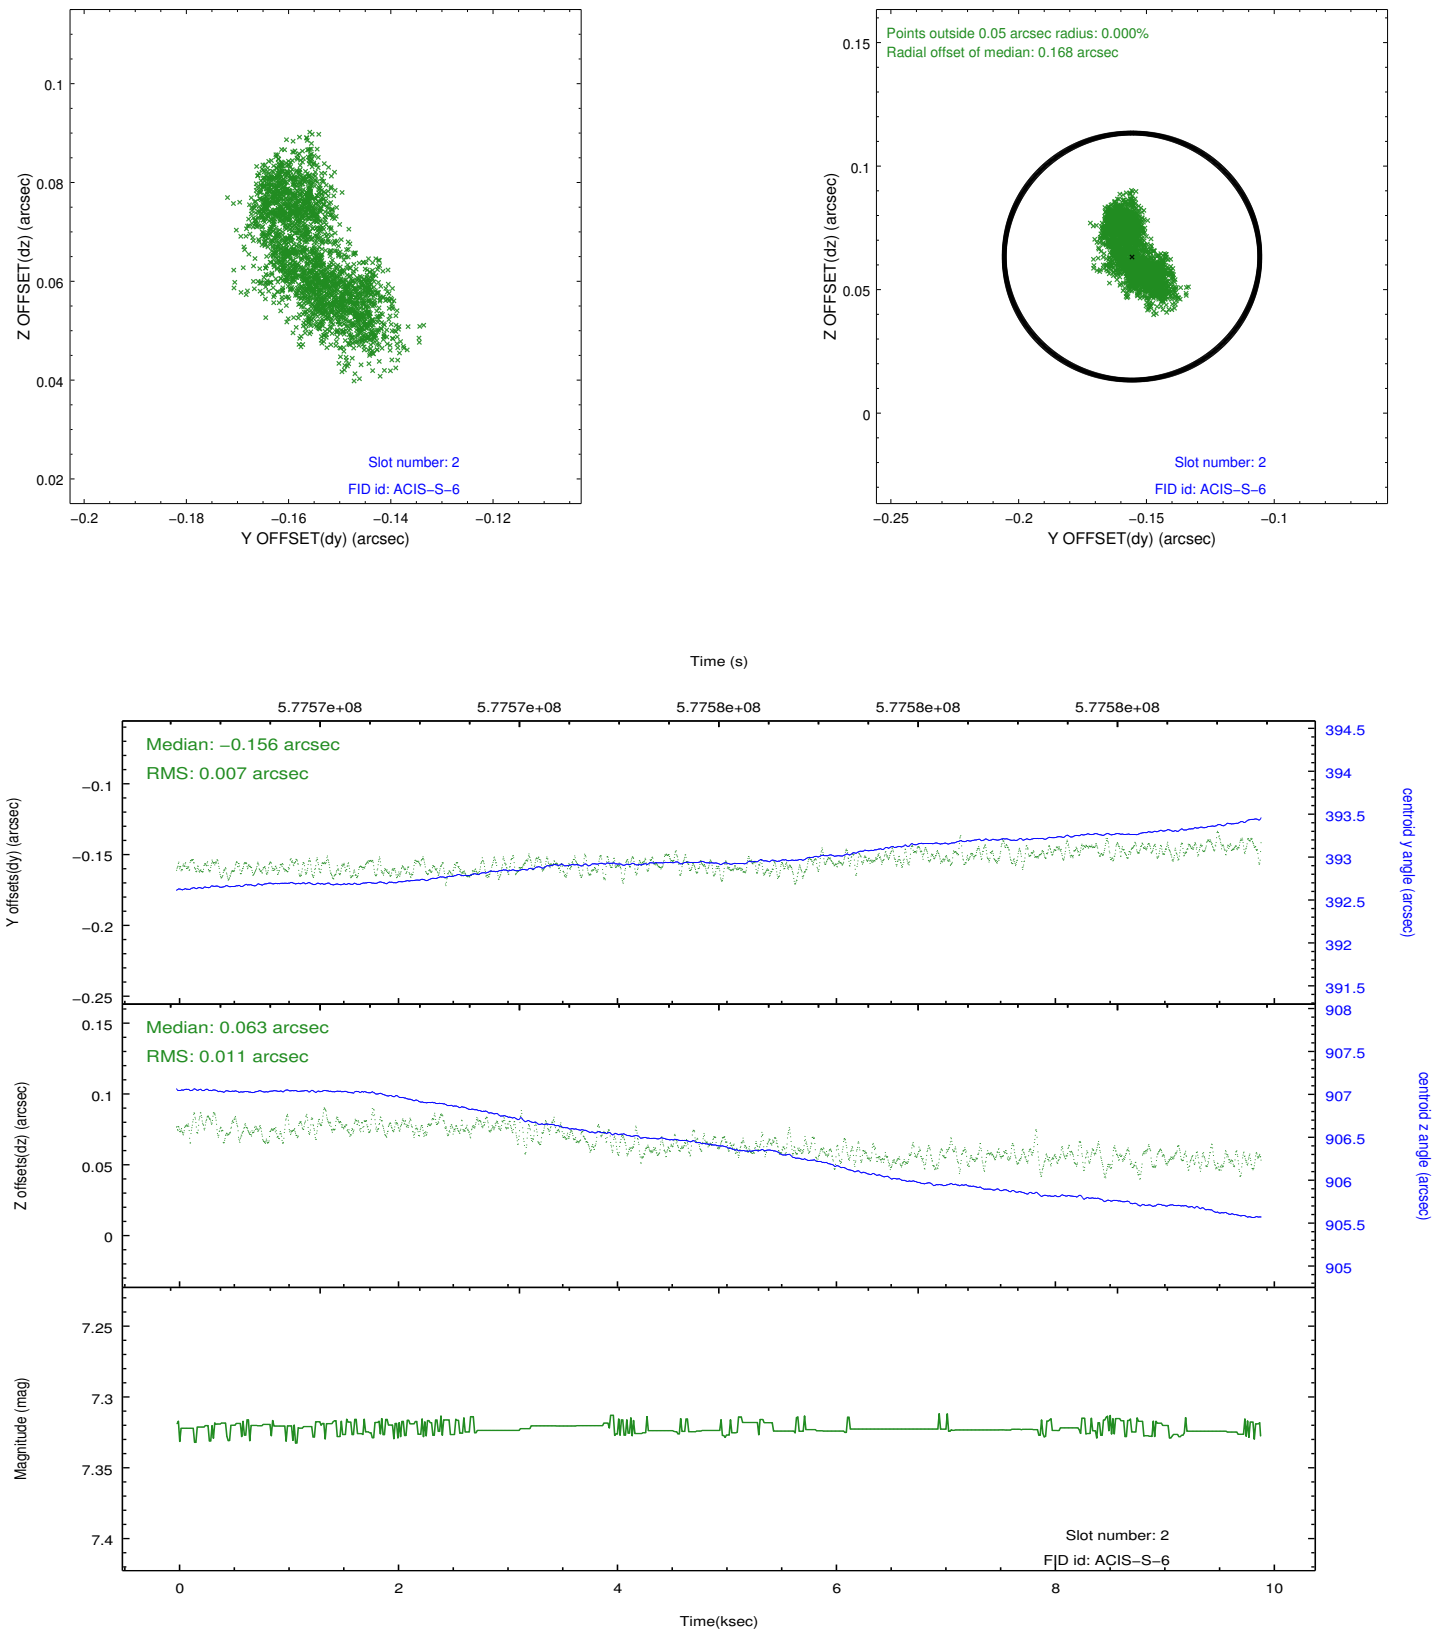 0.1
0.08
0.06
0.04
0.02
Z OFFSET(dz) (arcsec)
Slot number: 2
FID id: ACIS−S−6
−0.2 −0.18 −0.16 −0.14 −0.12
Y OFFSET(dy) (arcsec)
Points outside 0.05 arcsec radius: 0.000%
Radial offset of median: 0.168 arcsec
0.15
0.1
0.05
0
Z OFFSET(dz) (arcsec)
Slot number: 2
FID id: ACIS−S−6
−0.25 −0.2 −0.15 −0.1
Y OFFSET(dy) (arcsec)
Time (s)
5.7757e+08 5.7757e+08 5.7758e+08 5.7758e+08 5.7758e+08
Median: −0.156 arcsec
RMS: 0.007 arcsec
−0.1
−0.15
−0.2
−0.25
Y offsets(dy) (arcsec)
394.5
394
393.5
393
392.5
392
391.5
centroid y angle (arcsec)
Median: 0.063 arcsec
RMS: 0.011 arcsec
0.15
0.1
0.05
0
Z offsets(dz) (arcsec)
908
907.5
907
906.5
906
905.5
905
centroid z angle (arcsec)
7.25
7.3
7.35
7.4
Magnitude (mag)
Slot number: 2
FID id: ACIS−S−6
0 2 4 6 8 10
Time(ksec)